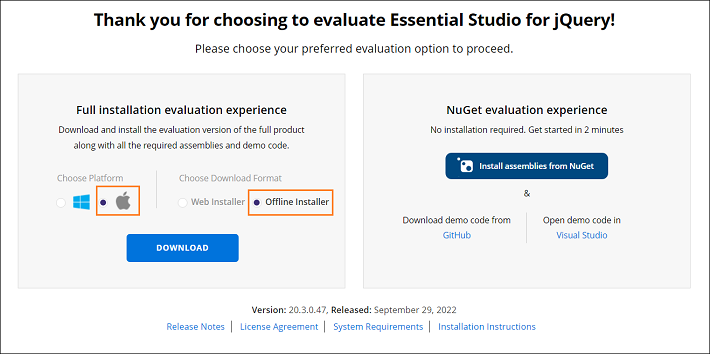 Thank you for choosing to evaluate Essential Studio for jQuery!
Please choose your preferred evaluation option to proceed.
Full installation evaluation experience
Download and install the evaluation version of the full product
along with all the required assemblies and demo code.
Choose Platform
Choose Download Format
Web Installer
Offline Installer
DOWNLOAD
NuGet evaluation experience
No installation required. Get started in 2 minutes
Install assemblies from NuGet
&
Download demo code from
GitHub
Open demo code in
Visual Studio
Version: 20.3.0.47, Released: September 29, 2022
Release Notes | License Agreement | System Requirements | Installation Instructions